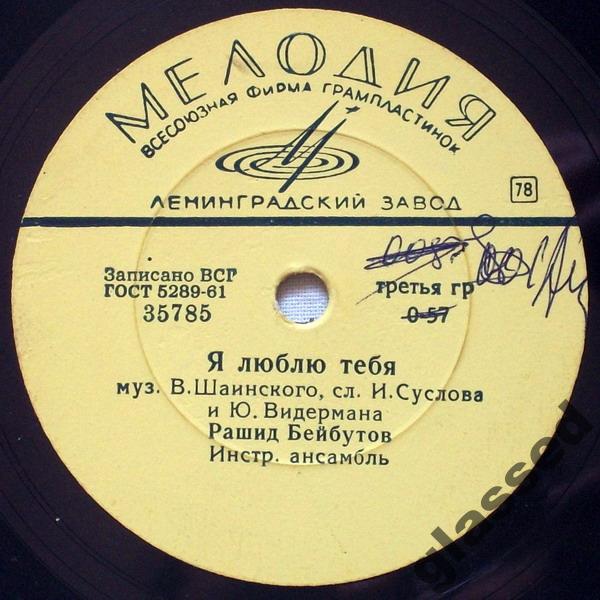 МЕЛОДИЯ
ВСЕСОЮЗНАЯ ФИРМА ГРАМПЛАСТИНОК
ЛЕНИНГРАДСКИЙ ЗАВОД
78
Записано ВСГ
ГОСТ 5289-61
35785
третья гр
0-57
Я люблю тебя
муз. В.Шаинского, сл. И.Суслова
и Ю.Видермана
Рашид Бейбутов
Инстр. ансамбль
glassed